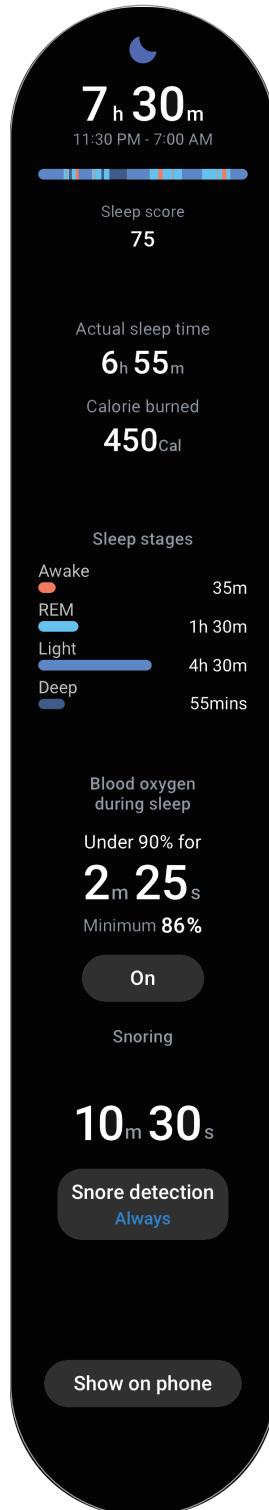 7h 30m
11:30 PM - 7:00 AM
Sleep score
75
Actual sleep time
6h 55m
Calorie burned
450Cal
Sleep stages
Awake
35m
REM
1h 30m
Light
4h 30m
Deep
55mins
Blood oxygen
during sleep
Under 90% for
2m 25s
Minimum 86%
On
Snoring
10m 30s
Snore detection
Always
Show on phone